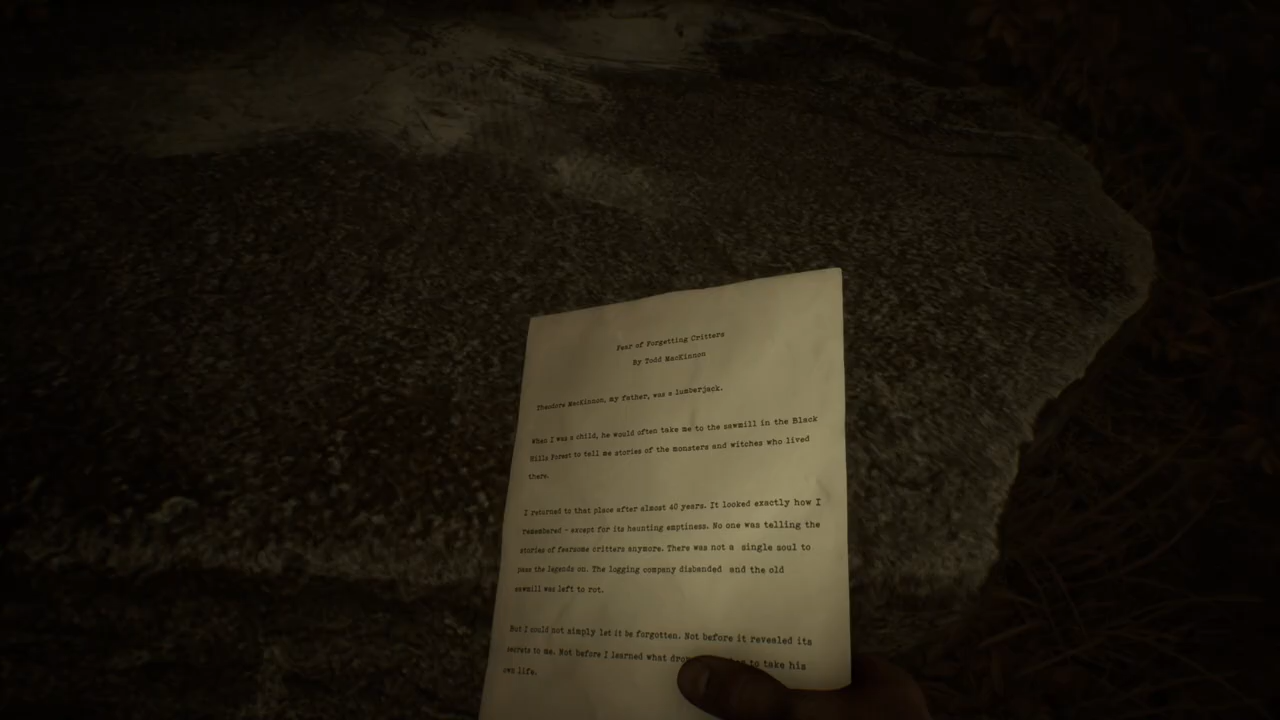 Fear of Forgetting Critters
By Todd MacKinnon
Theodore MacKinnon, my father, was a lumberjack.
When I was a child, he would often take me to the sawmill in the Black
Hills Forest to tell me stories of the monsters and witches who lived
there.
I returned to that place after almost 40 years. It looked exactly how I
remembered - except for its haunting emptiness. No one was telling the
stories of fearsome critters anymore. There was not a single soul to
pass the legends on. The logging company disbanded and the old
sawmill was left to rot.
But I could not simply let it be forgotten. Not before it revealed its
secrets to me. Not before I learned what to take his
own life.